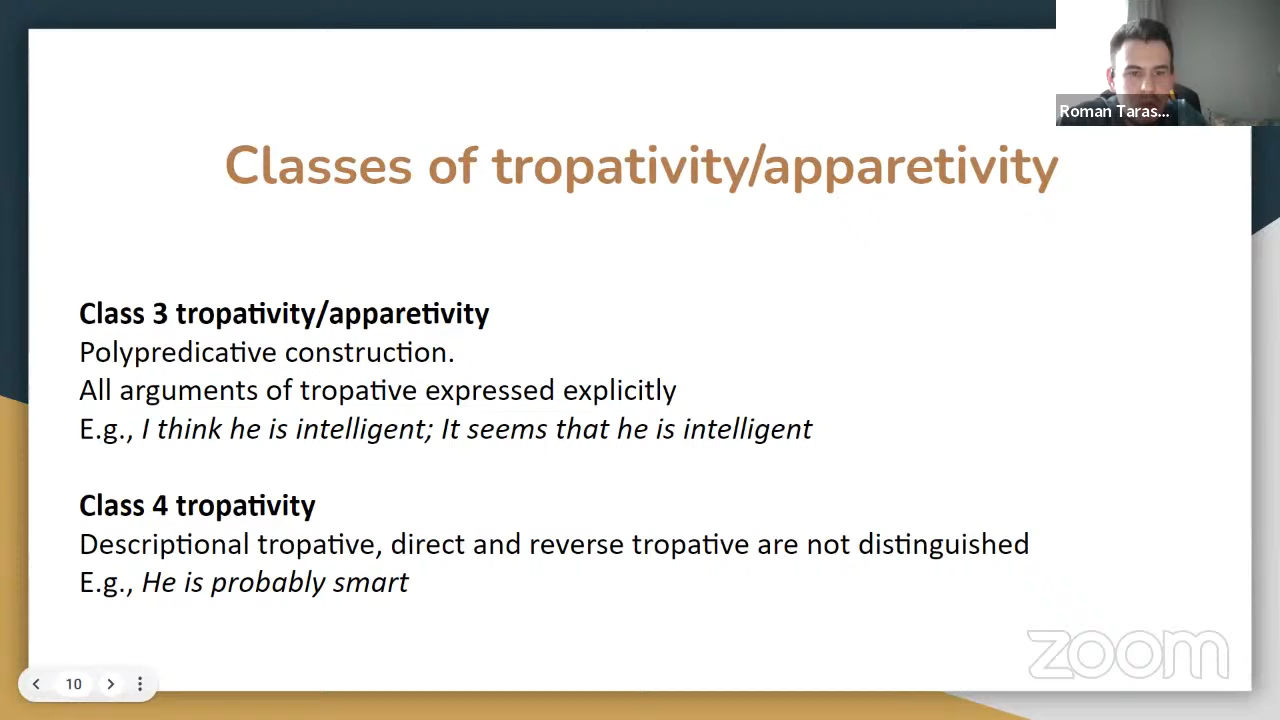 Roman Taras...
Classes of tropativity/apparetivity
Class 3 tropativity/apparetivity
Polypredicative construction.
All arguments of tropative expressed explicitly
E.g., I think he is intelligent; It seems that he is intelligent
Class 4 tropativity
Descriptional tropative, direct and reverse tropative are not distinguished
E.g., He is probably smart
zoom
10